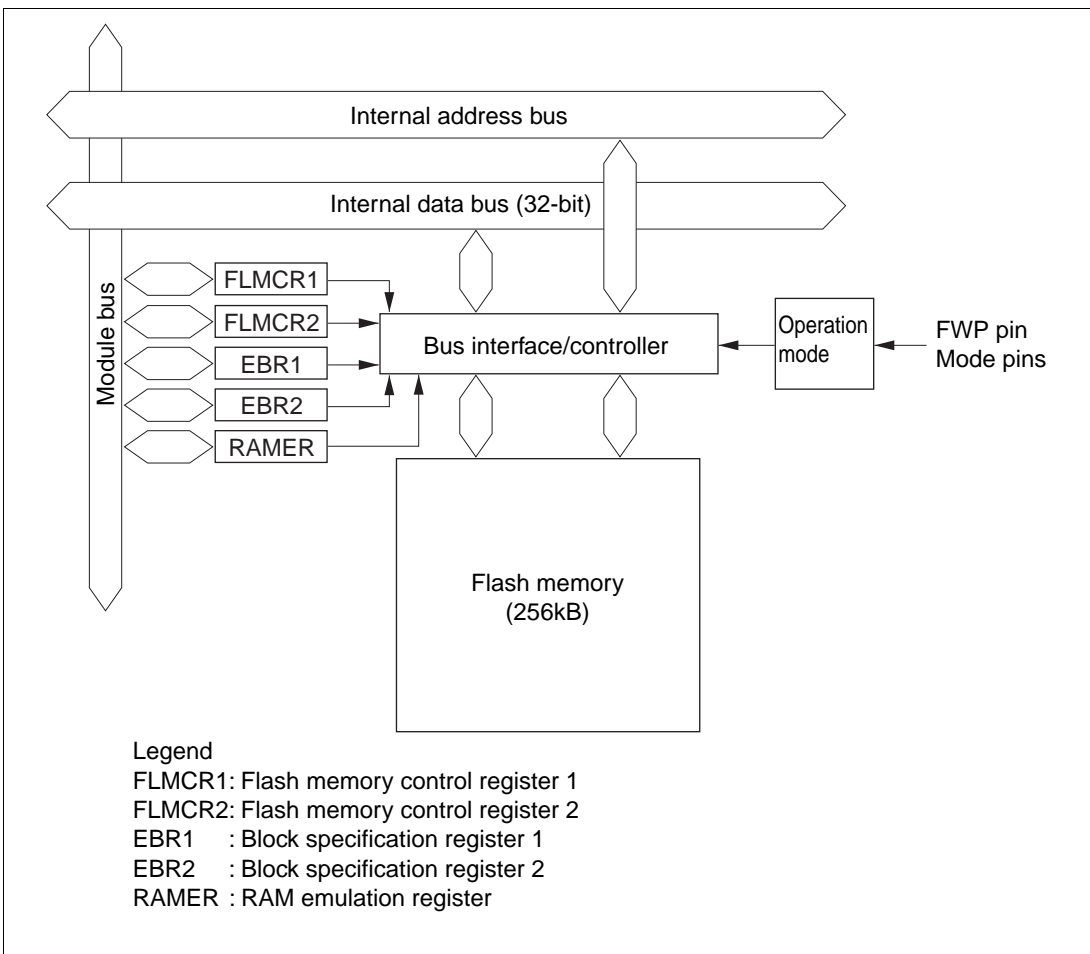 Internal address bus
Internal data bus (32-bit)
Module bus
FLMCR1
FLMCR2
EBR1
EBR2
RAMER
Bus interface/controller
Operation
mode
FWP pin
Mode pins
Flash memory
(256kB)
Legend
FLMCR1: Flash memory control register 1
FLMCR2: Flash memory control register 2
EBR1 : Block specification register 1
EBR2 : Block specification register 2
RAMER : RAM emulation register